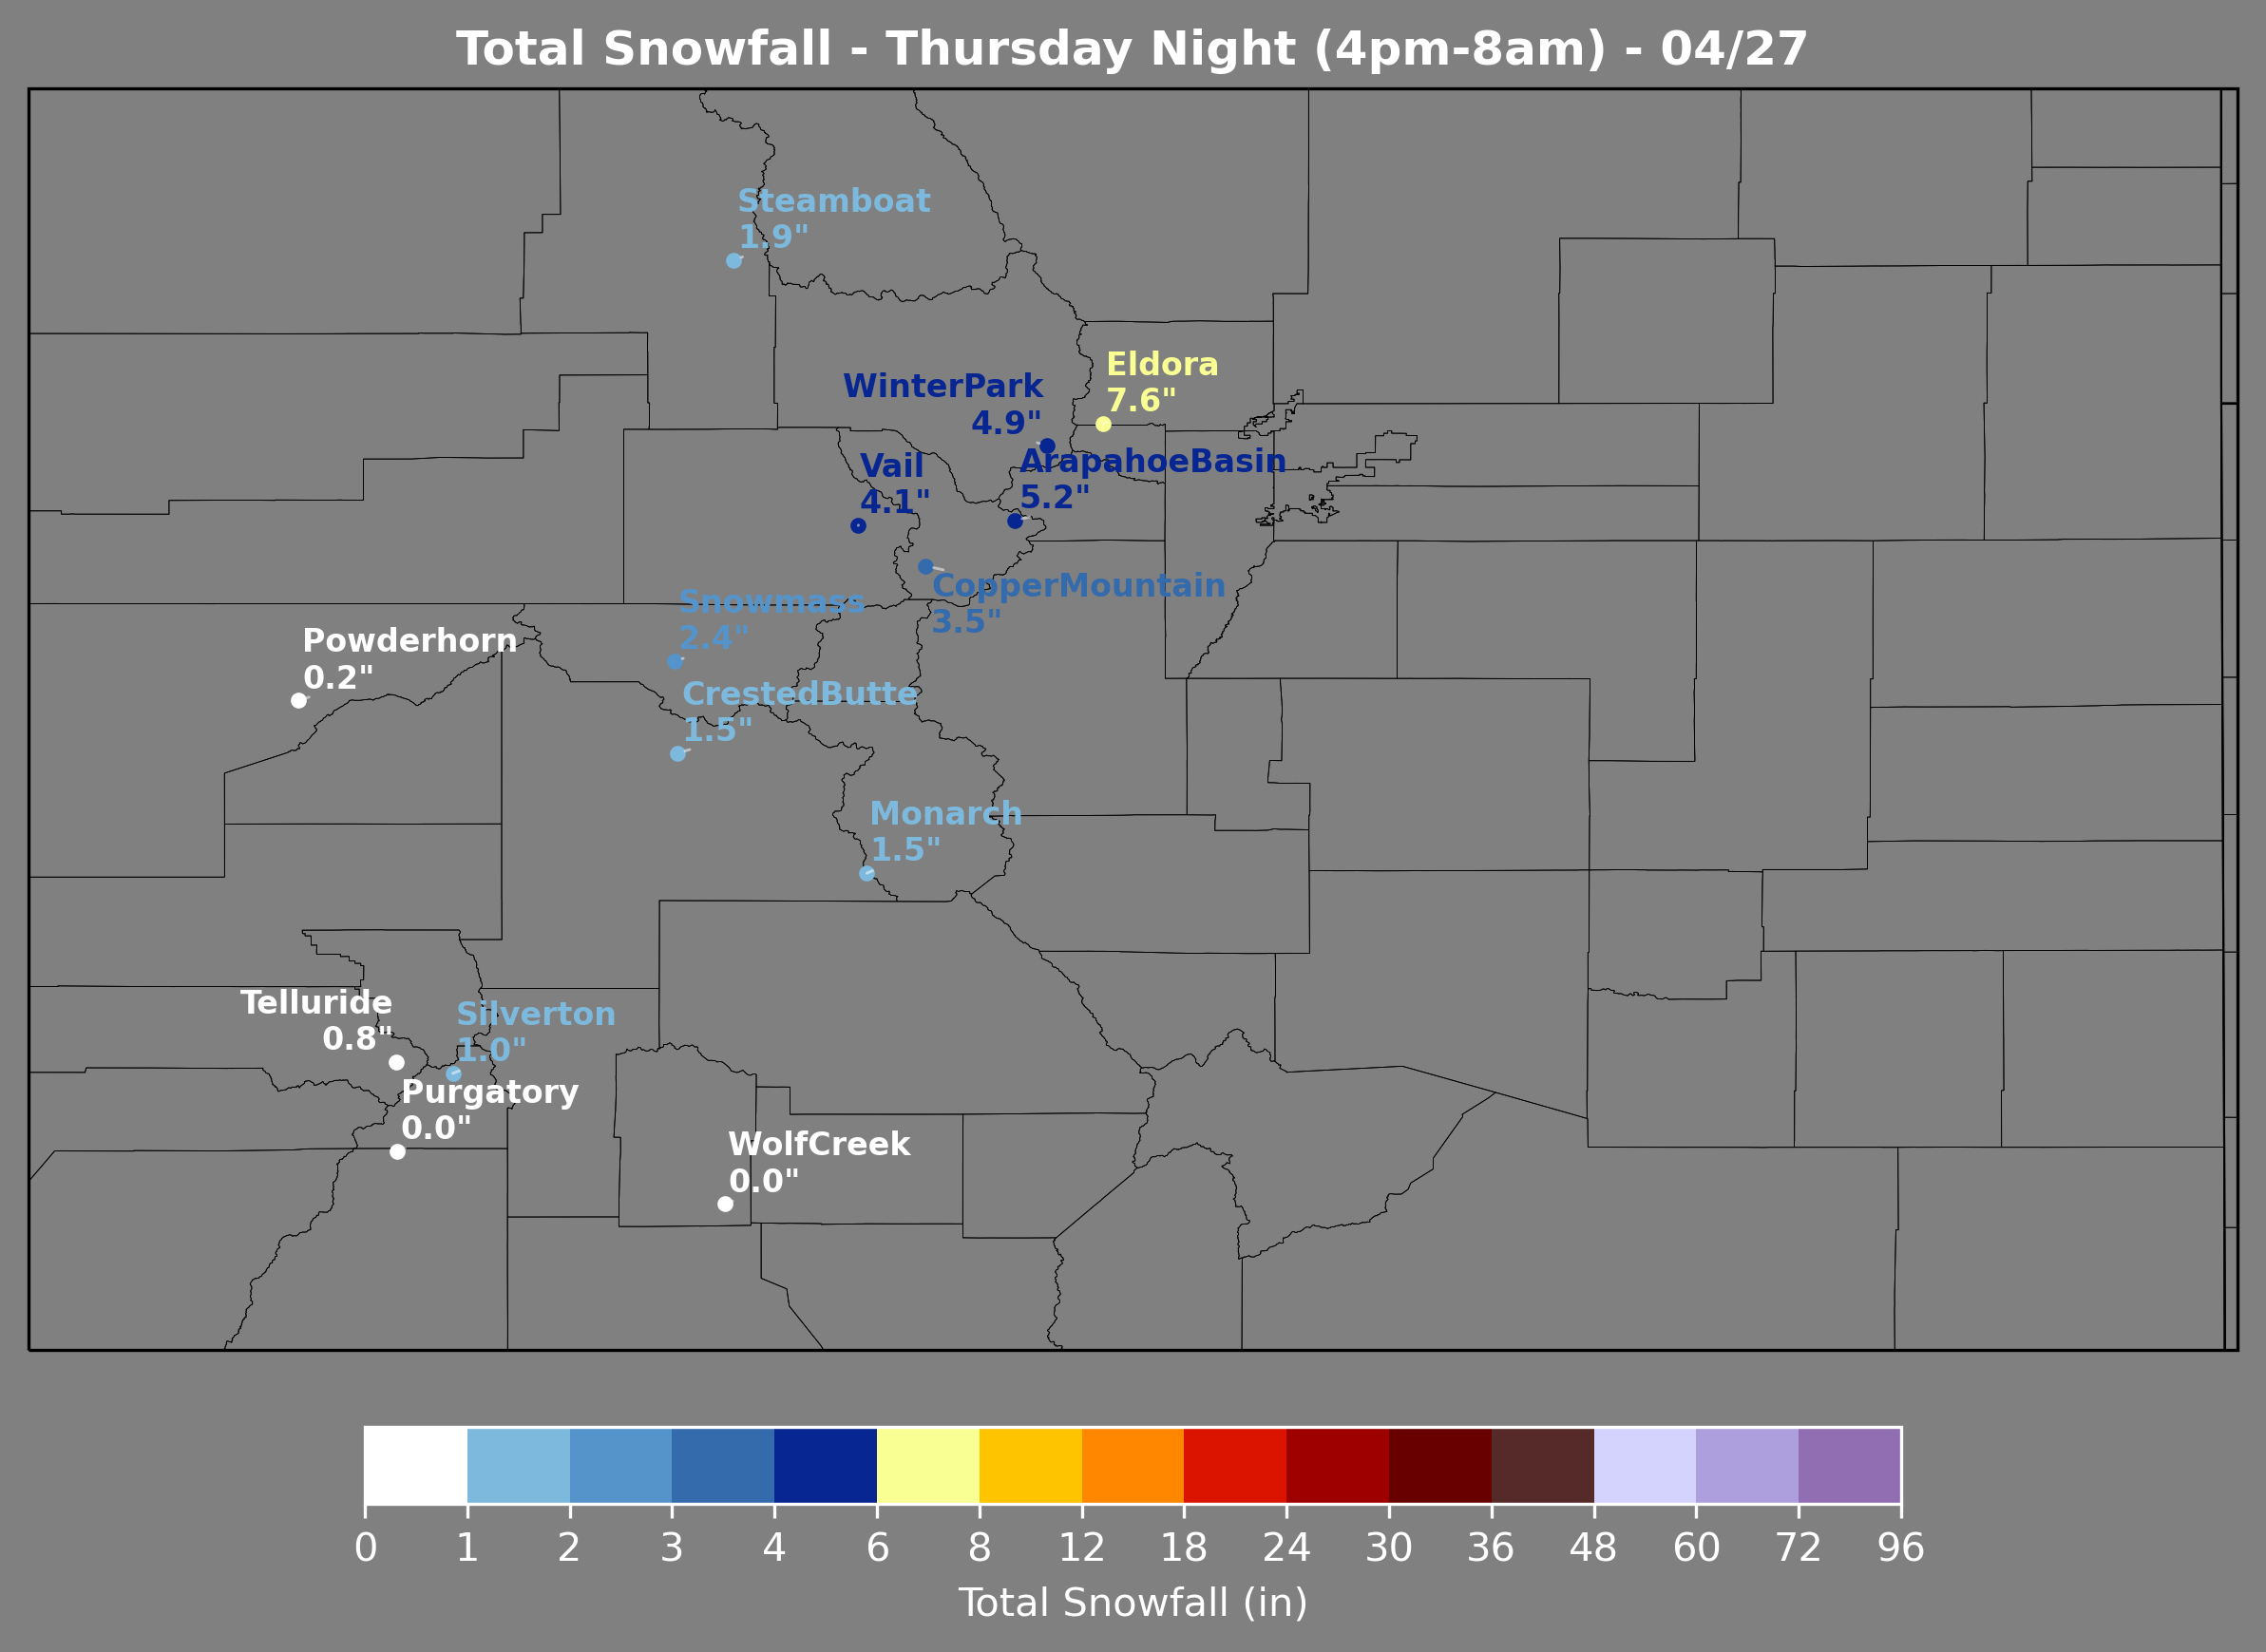 Total Snowfall - Thursday Night (4pm-8am) - 04/27
Steamboat
1.9"
Eldora
7.6"
WinterPark
4.9"
Vail
4.1"
ArapahoeBasin
5.2"
CopperMountain
3.5"
Snowmass
2.4"
Powderhorn
0.2"
CrestedButte
1.5"
Monarch
1.5"
Telluride
0.8"
Silverton
1.0"
Purgatory
0.0"
WolfCreek
0.0"
0 1 2 3 4 6 8 12 18 24 30 36 48 60 72 96
Total Snowfall (in)